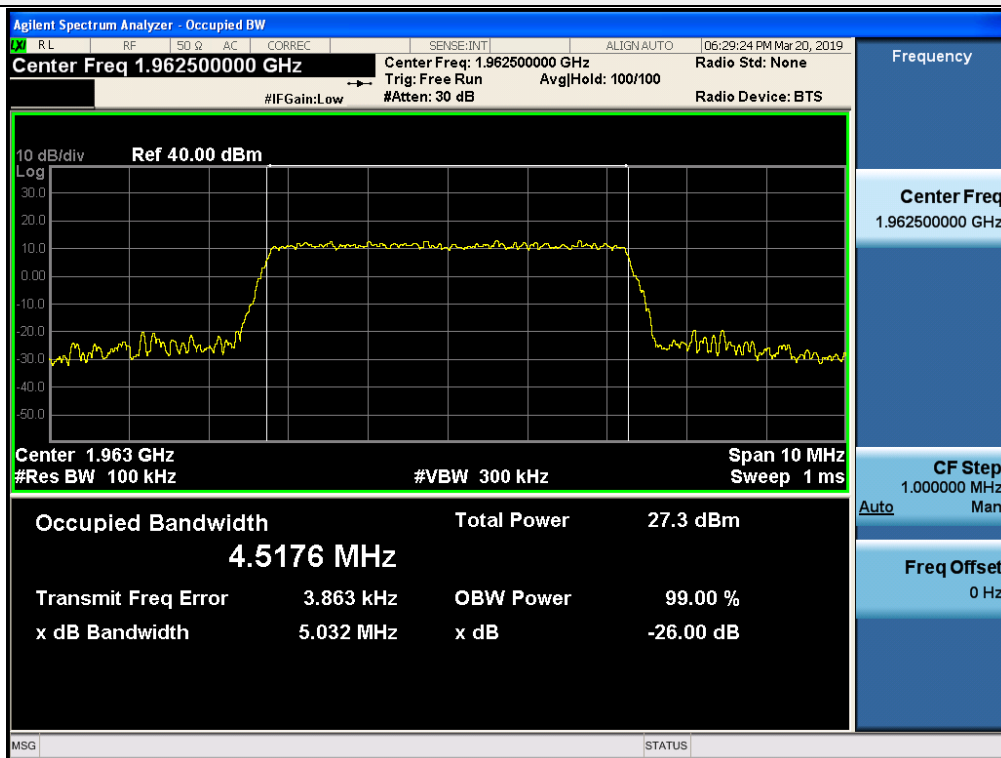 Agilent Spectrum Analyzer - Occupied BW
LXI RL RF 50 Ω AC CORREC SENSE:INT ALIGN AUTO 06:29:24 PM Mar 20, 2019
Center Freq 1.962500000 GHz Center Freq: 1.962500000 GHz Radio Std: None
Trig: Free Run Avg|Hold: 100/100
#IFGain:Low #Atten: 30 dB Radio Device: BTS
10 dB/div Ref 40.00 dBm
Log
30.0
20.0
10.0
0.00
-10.0
-20.0
-30.0
-40.0
-50.0
Center 1.963 GHz Span 10 MHz
#Res BW 100 kHz #VBW 300 kHz Sweep 1 ms
Occupied Bandwidth Total Power 27.3 dBm
4.5176 MHz
Transmit Freq Error 3.863 kHz OBW Power 99.00 %
x dB Bandwidth 5.032 MHz x dB -26.00 dB
Frequency
Center Freq
1.962500000 GHz
CF Step
1.000000 MHz
Auto Man
Freq Offset
0 Hz
MSG STATUS